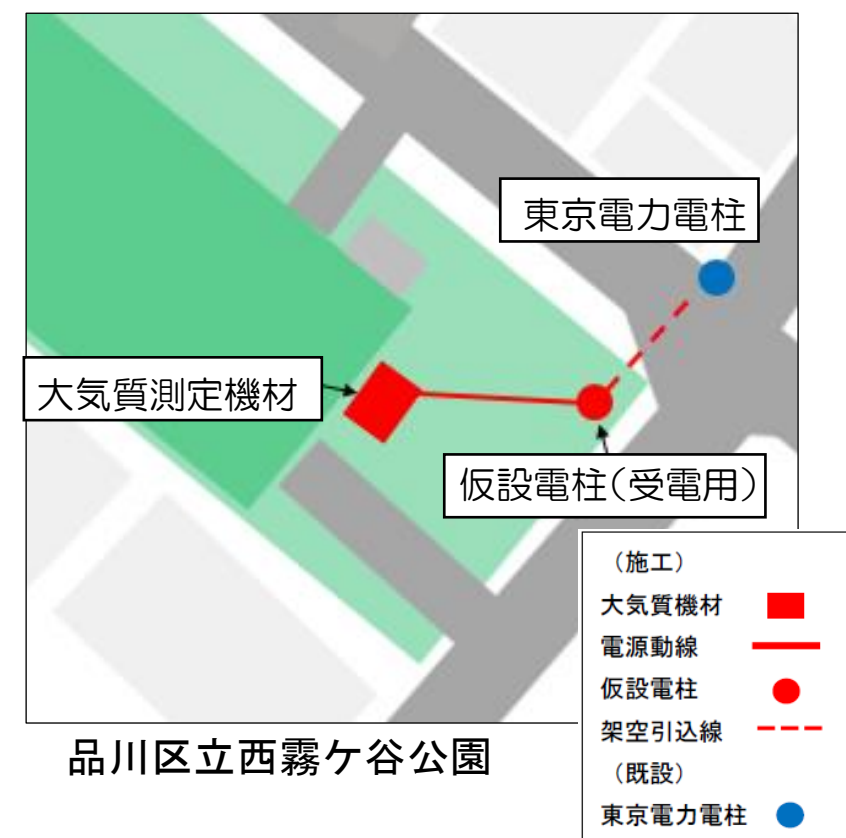 東京電力電柱
大気質測定機材
仮設電柱(受電用)
(施工)
大気質機材
電源動線
仮設電柱
架空引込線
(既設)
東京電力電柱
品川区立西霧ケ谷公園